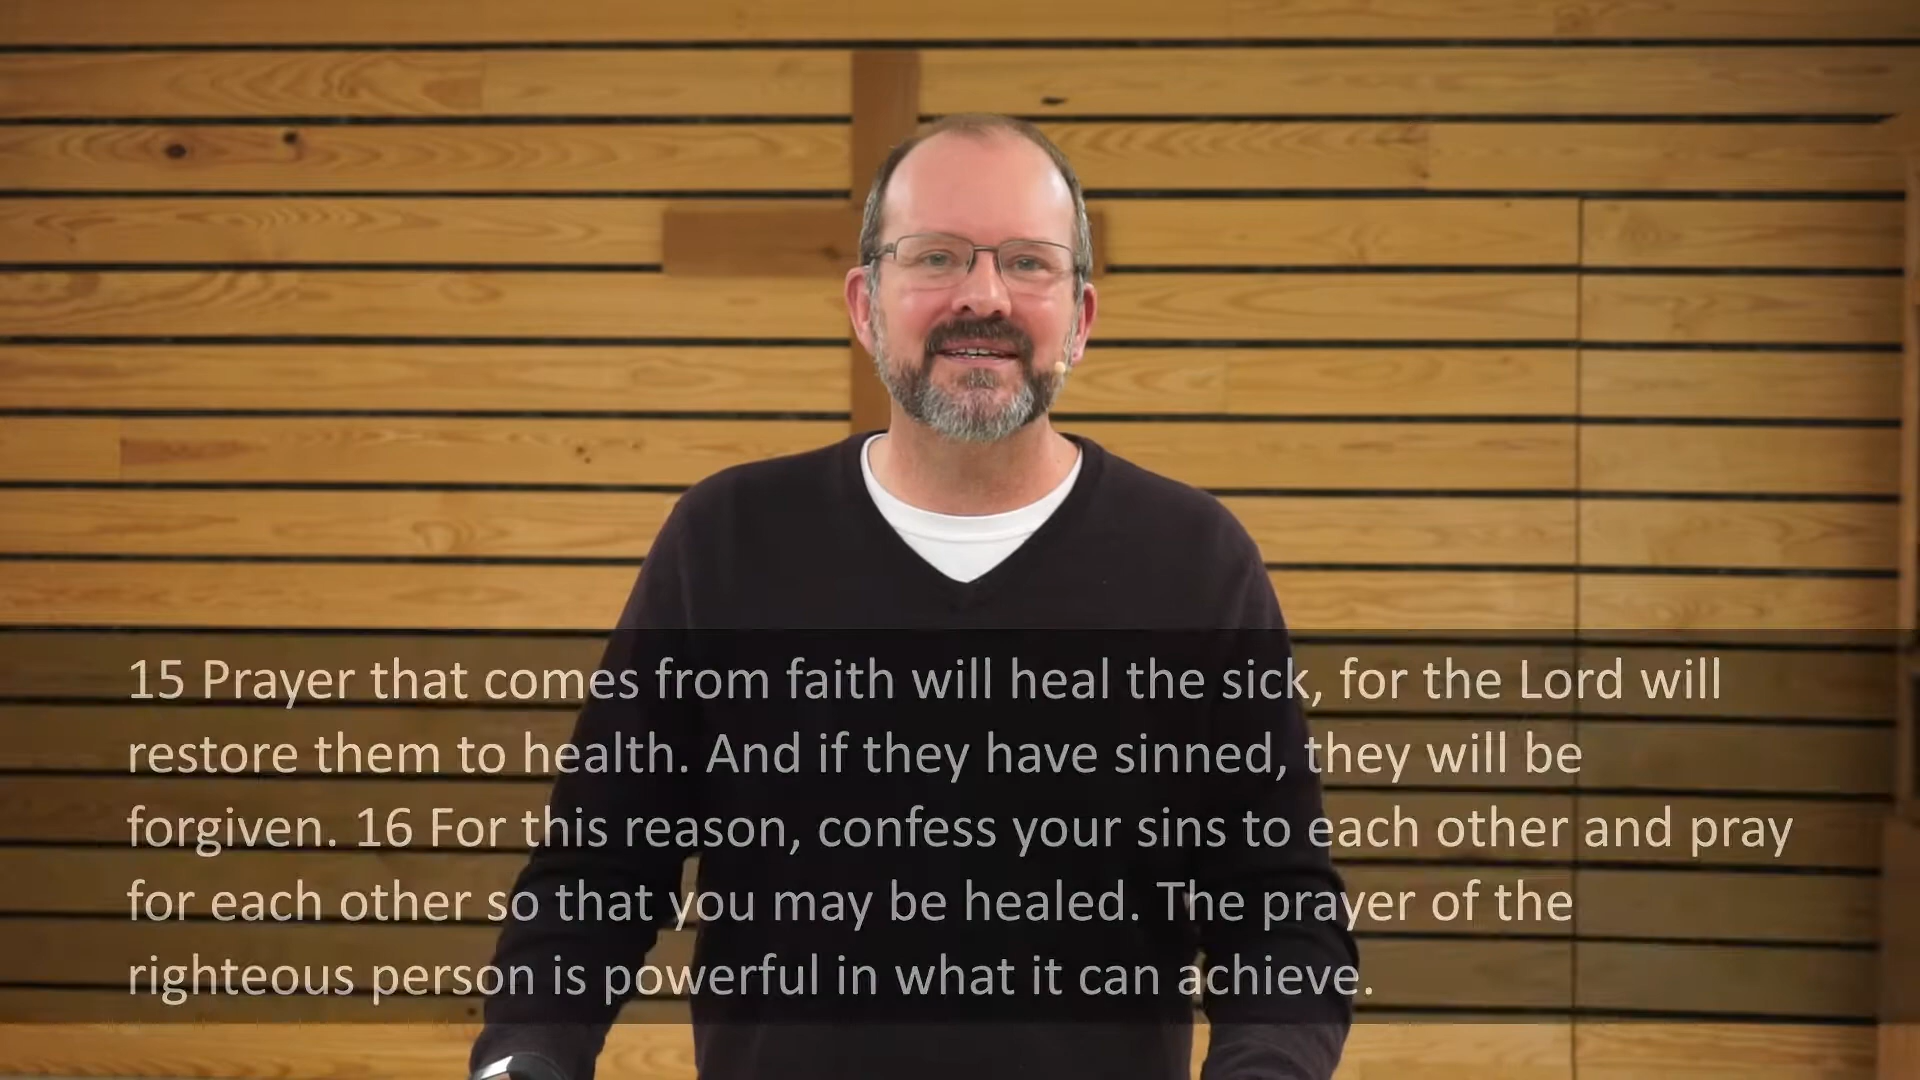 15 Prayer that comes from faith will heal the sick, for the Lord will
restore them to health. And if they have sinned, they will be
forgiven. 16 For this reason, confess your sins to each other and pray
for each other so that you may be healed. The prayer of the
righteous person is powerful in what it can achieve.